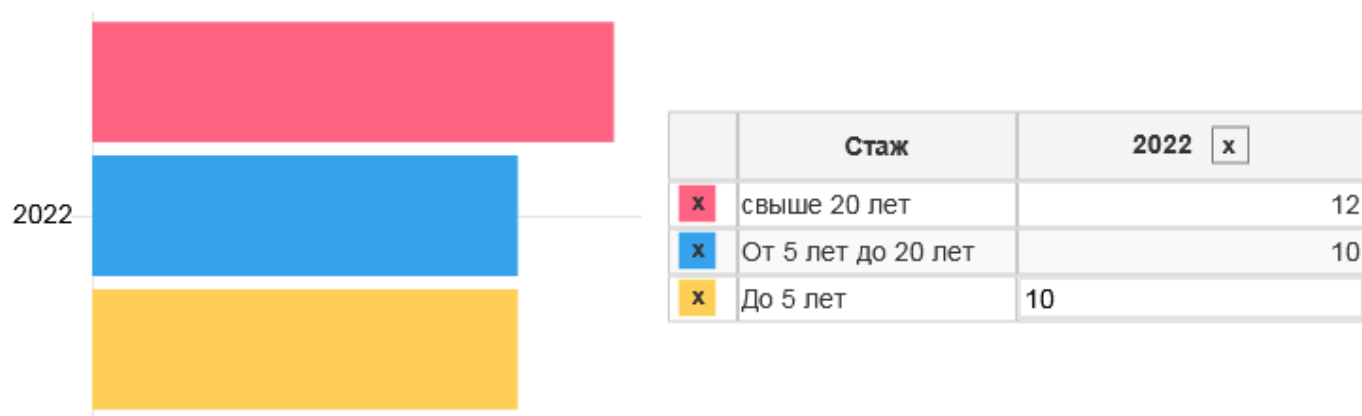 2022
Стаж 2022 x
x свыше 20 лет 12
x От 5 лет до 20 лет 10
x До 5 лет 10